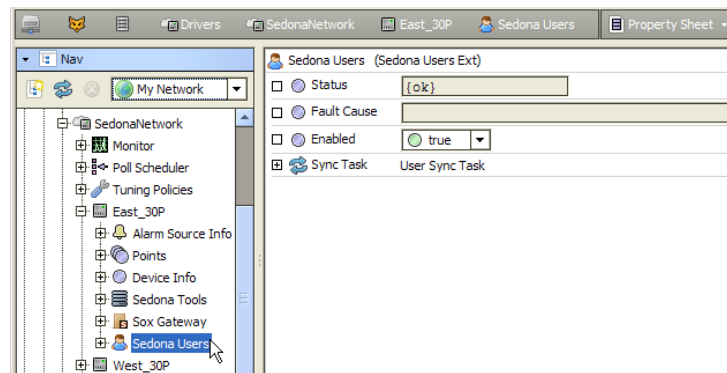 Drivers SedonaNetwork East_30P Sedona Users Property Sheet
Nav
My Network
SedonaNetwork
Monitor
Poll Scheduler
Tuning Policies
East_30P
Alarm Source Info
Points
Device Info
Sedona Tools
Sox Gateway
Sedona Users
West_30P
Sedona Users (Sedona Users Ext)
Status {ok}
Fault Cause
Enabled true
Sync Task User Sync Task